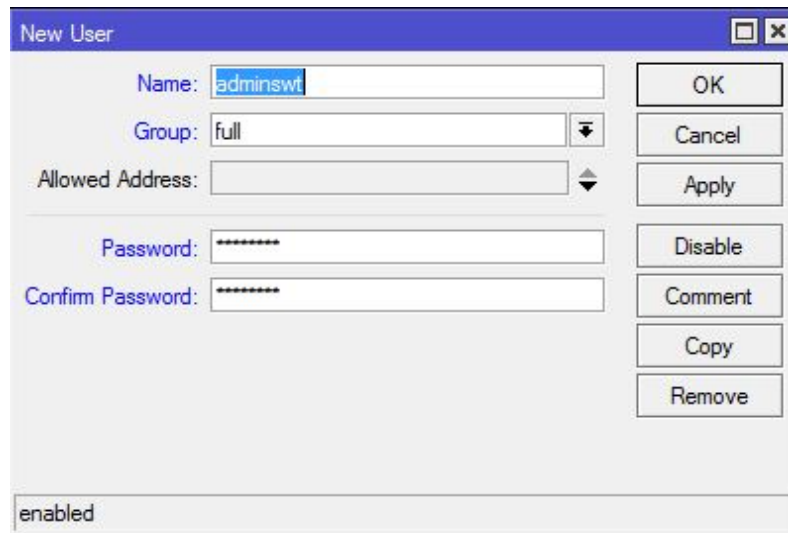 New User
Name: adminswt
OK
Group: full
Cancel
Allowed Address:
Apply
Password: ********
Disable
Confirm Password: ********
Comment
Copy
Remove
enabled